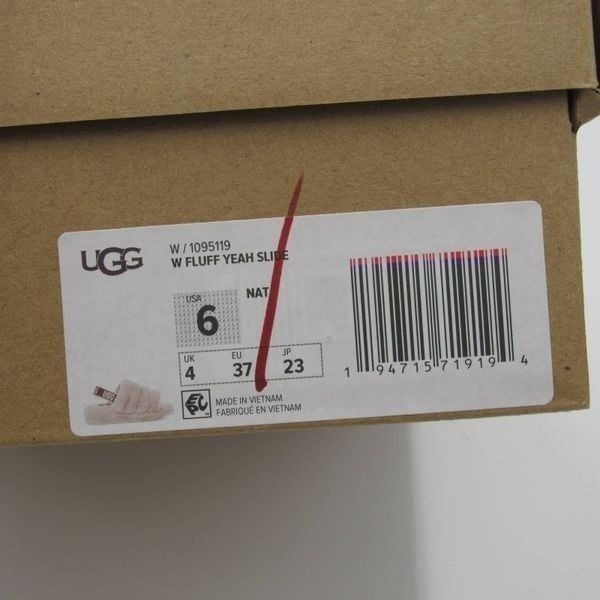 UGG
W / 1095119
W FLUFF YEAH SLIDE
USA
6
NAT
UK
4
EU
37
JP
23
EPC
MADE IN VIETNAM
FABRIQUÉ EN VIETNAM
1 94715 71919 4